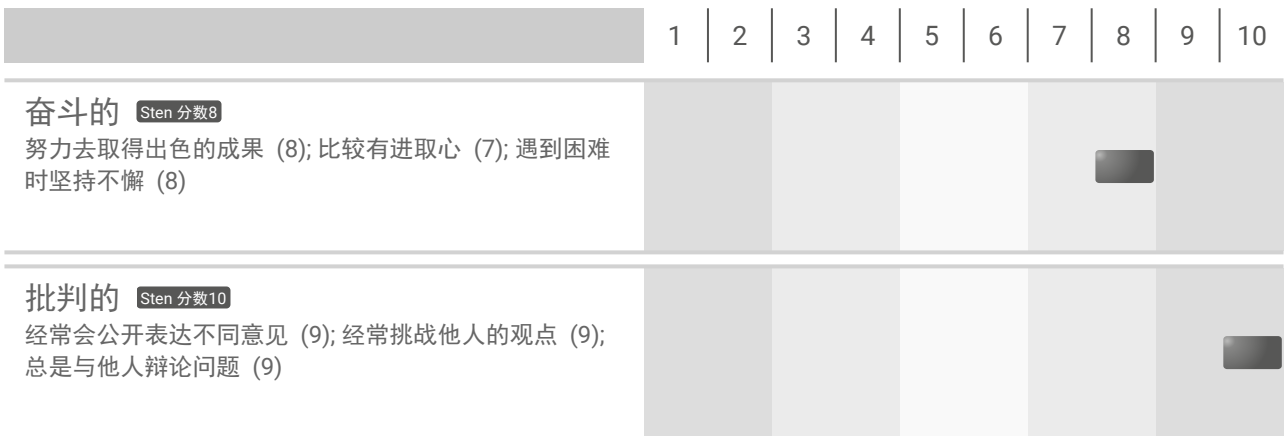 1 2 3 4 5 6 7 8 9 10
奋斗的 Sten 分数8
努力去取得出色的成果 (8); 比较有进取心 (7); 遇到困难
时坚持不懈 (8)
批判的 Sten 分数10
经常会公开表达不同意见 (9); 经常挑战他人的观点 (9);
总是与他人辩论问题 (9)